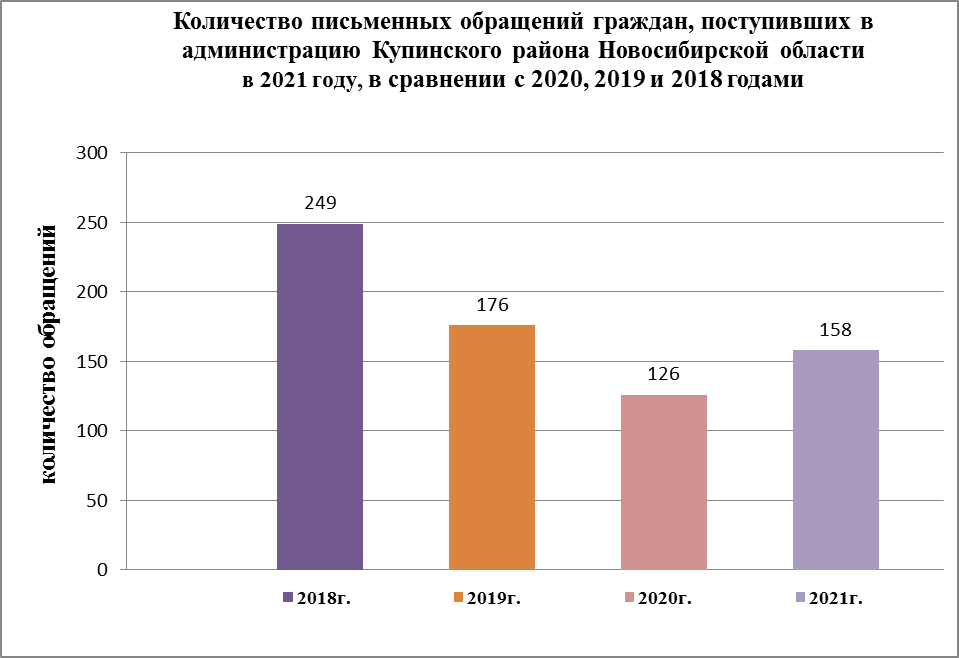 Количество письменных обращений граждан, поступивших в
администрацию Купинского района Новосибирской области
в 2021 году, в сравнении с 2020, 2019 и 2018 годами
количество обращений
300
250
200
150
100
50
0
249
176
126
158
2018г.
2019г.
2020г.
2021г.